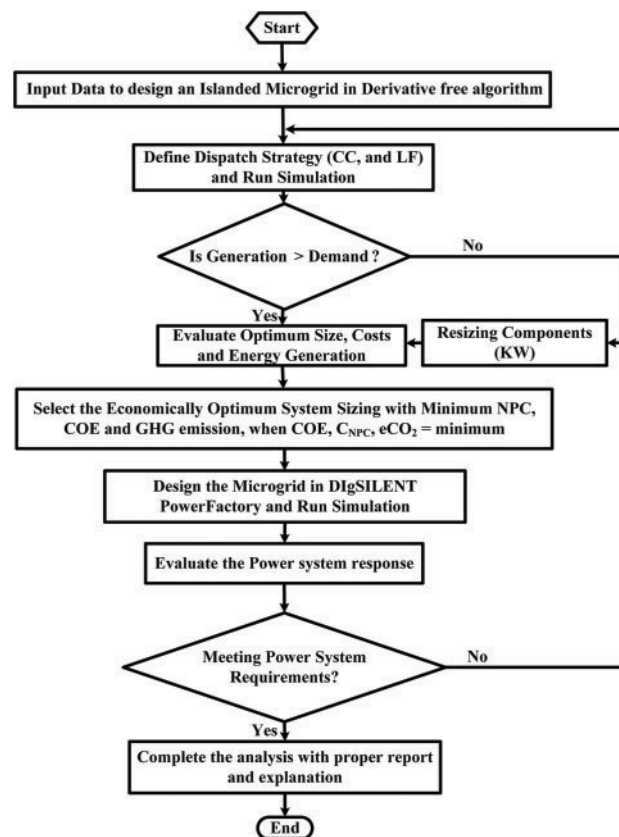 Start
Input Data to design an Islanded Microgrid in Derivative free algorithm
Define Dispatch Strategy (CC, and LF)
and Run Simulation
Is Generation > Demand ?
No
Yes
Evaluate Optimum Size, Costs
and Energy Generation
Resizing Components
(KW)
Select the Economically Optimum System Sizing with Minimum NPC,
COE and GHG emission, when COE, CNPC, eCO₂ = minimum
Design the Microgrid in DIgSILENT
PowerFactory and Run Simulation
Evaluate the Power system response
Meeting Power System
Requirements?
No
Yes
Complete the analysis with proper report
and explanation
End